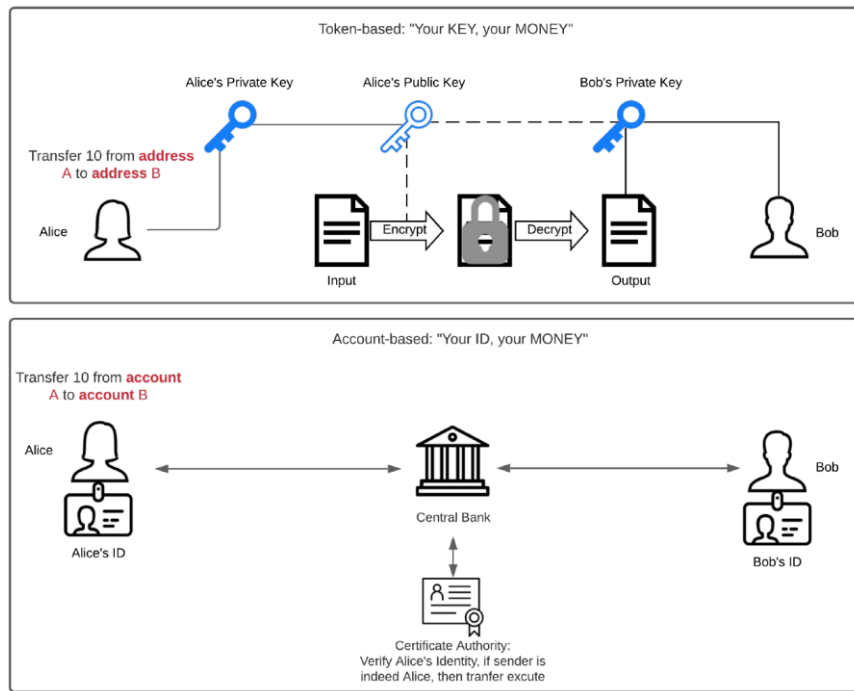 Token-based: "Your KEY, your MONEY"
Alice's Private Key
Alice's Public Key
Bob's Private Key
Transfer 10 from address
A to address B
Alice
Encrypt
Decrypt
Bob
Input
Output
Account-based: "Your ID, your MONEY"
Transfer 10 from account
A to account B
Alice
Bob
Central Bank
Alice's ID
Bob's ID
Certificate Authority:
Verify Alice's Identity, if sender is
indeed Alice, then tranfer excute